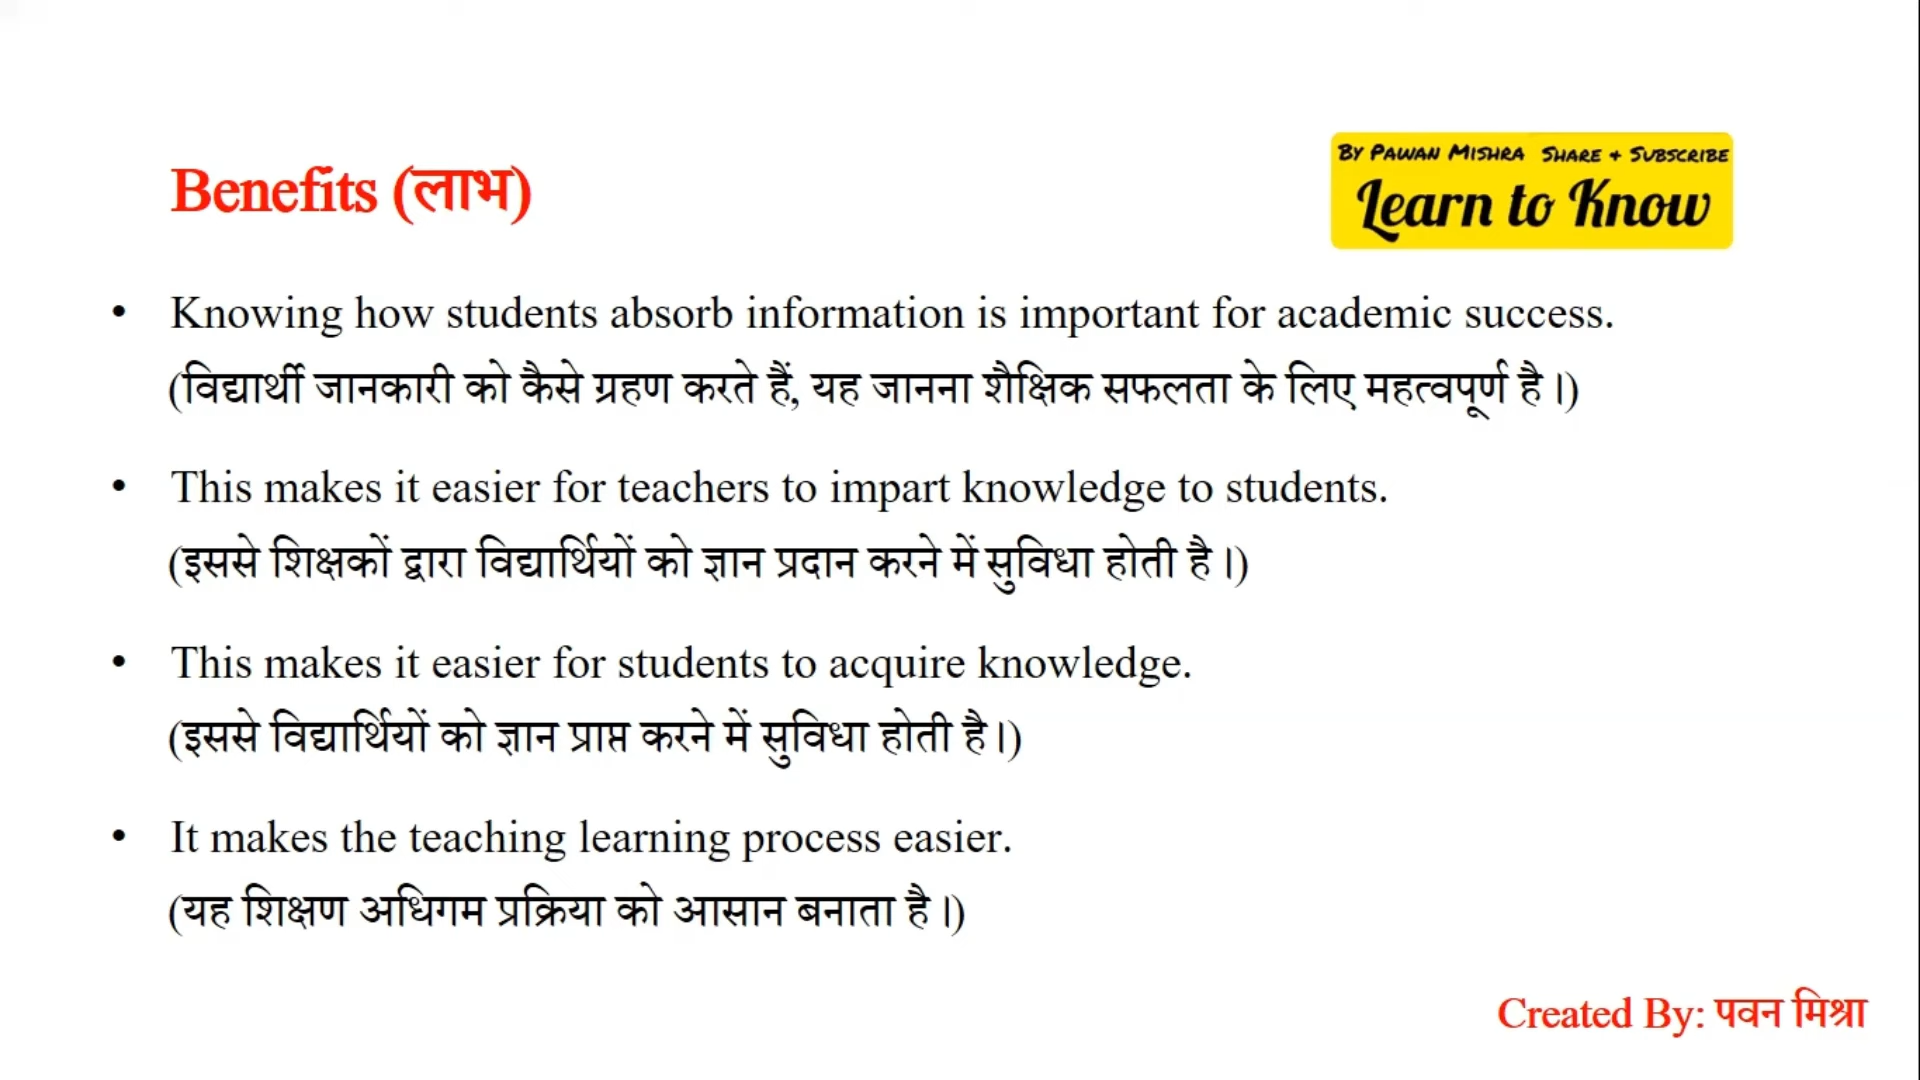 By Pawan Mishra Share + Subscribe
Learn to Know
Benefits (लाभ)
• Knowing how students absorb information is important for academic success.
(विद्यार्थी जानकारी को कैसे ग्रहण करते हैं, यह जानना शैक्षिक सफलता के लिए महत्वपूर्ण है।)
• This makes it easier for teachers to impart knowledge to students.
(इससे शिक्षकों द्वारा विद्यार्थियों को ज्ञान प्रदान करने में सुविधा होती है।)
• This makes it easier for students to acquire knowledge.
(इससे विद्यार्थियों को ज्ञान प्राप्त करने में सुविधा होती है।)
• It makes the teaching learning process easier.
(यह शिक्षण अधिगम प्रक्रिया को आसान बनाता है।)
Created By: पवन मिश्रा